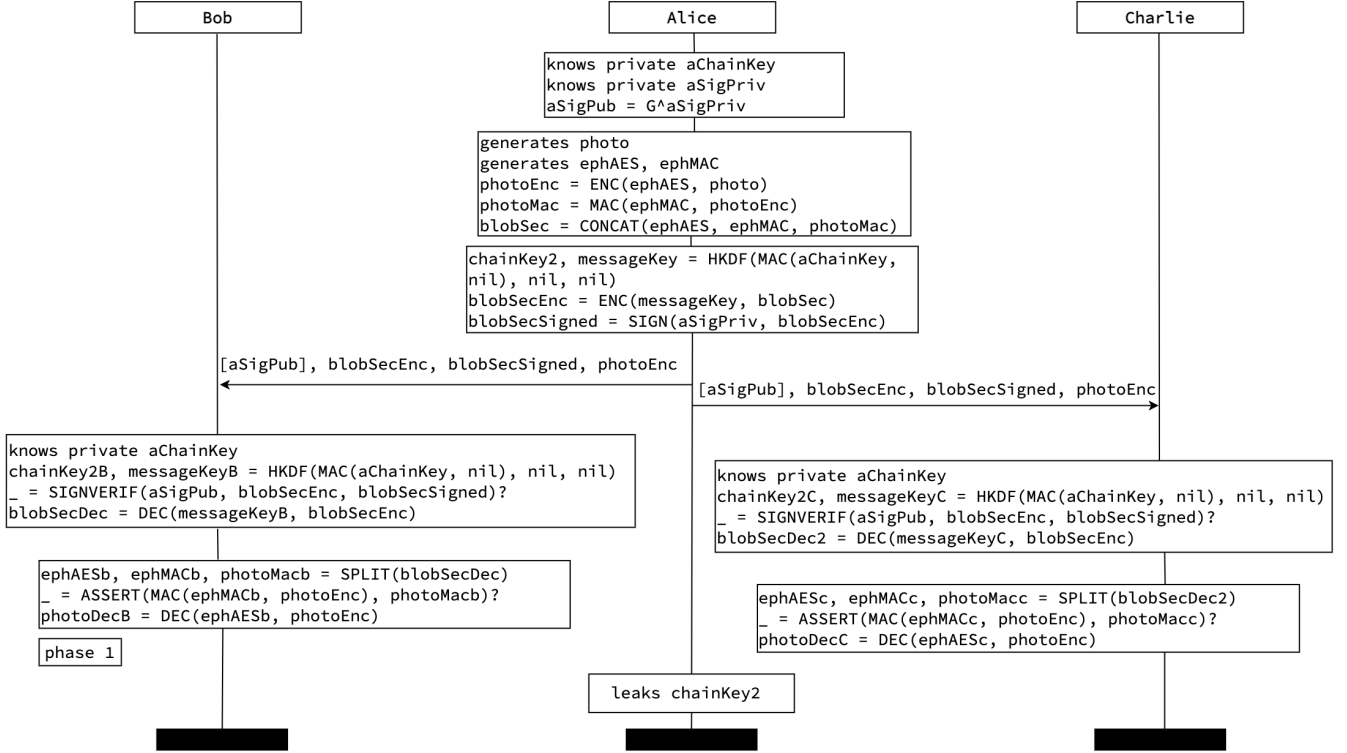 Bob
Alice
Charlie
knows private aChainKey
knows private aSigPriv
aSigPub = G^aSigPriv
generates photo
generates ephAES, ephMAC
photoEnc = ENC(ephAES, photo)
photoMac = MAC(ephMAC, photoEnc)
blobSec = CONCAT(ephAES, ephMAC, photoMac)
chainKey2, messageKey = HKDF(MAC(aChainKey,
nil), nil, nil)
blobSecEnc = ENC(messageKey, blobSec)
blobSecSigned = SIGN(aSigPriv, blobSecEnc)
[aSigPub], blobSecEnc, blobSecSigned, photoEnc
[aSigPub], blobSecEnc, blobSecSigned, photoEnc
knows private aChainKey
chainKey2B, messageKeyB = HKDF(MAC(aChainKey, nil), nil, nil)
_ = SIGNVERIF(aSigPub, blobSecEnc, blobSecSigned)?
blobSecDec = DEC(messageKeyB, blobSecEnc)
knows private aChainKey
chainKey2C, messageKeyC = HKDF(MAC(aChainKey, nil), nil, nil)
_ = SIGNVERIF(aSigPub, blobSecEnc, blobSecSigned)?
blobSecDec2 = DEC(messageKeyC, blobSecEnc)
ephAESb, ephMACb, photoMacb = SPLIT(blobSecDec)
_ = ASSERT(MAC(ephMACb, photoEnc), photoMacb)?
photoDecB = DEC(ephAESb, photoEnc)
ephAESc, ephMACc, photoMacc = SPLIT(blobSecDec2)
_ = ASSERT(MAC(ephMACc, photoEnc), photoMacc)?
photoDecC = DEC(ephAESc, photoEnc)
phase 1
leaks chainKey2